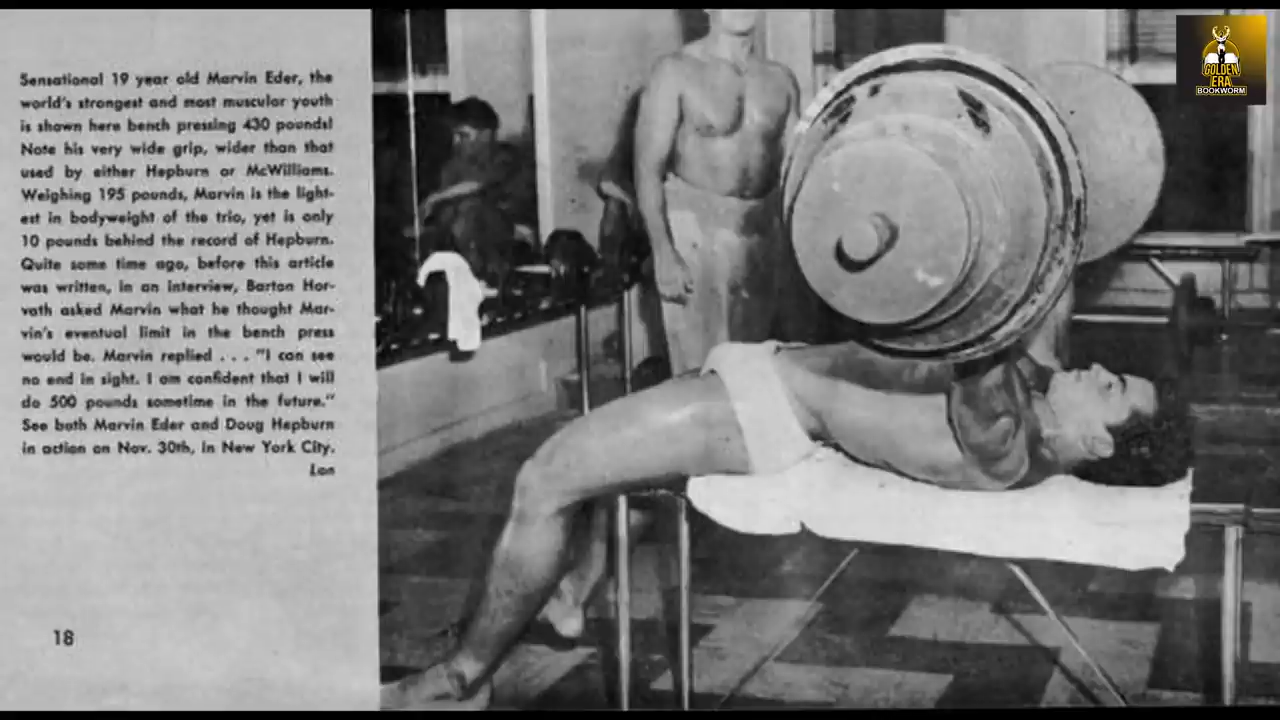 Sensational 19 year old Marvin Eder, the
world's strongest and most muscular youth
is shown here bench pressing 430 pounds!
Note his very wide grip, wider than that
used by either Hepburn or McWilliams.
Weighing 195 pounds, Marvin is the light-
est in bodyweight of the trio, yet is only
10 pounds behind the record of Hepburn.
Quite some time ago, before this article
was written, in an interview, Barton Hor-
vath asked Marvin what he thought Mar-
vin's eventual limit in the bench press
would be. Marvin replied . . . "I can see
no end in sight. I am confident that I will
do 500 pounds sometime in the future."
See both Marvin Eder and Doug Hepburn
in action on Nov. 30th, in New York City.
Lon
18
GOLDEN
ERA
BOOKWORM